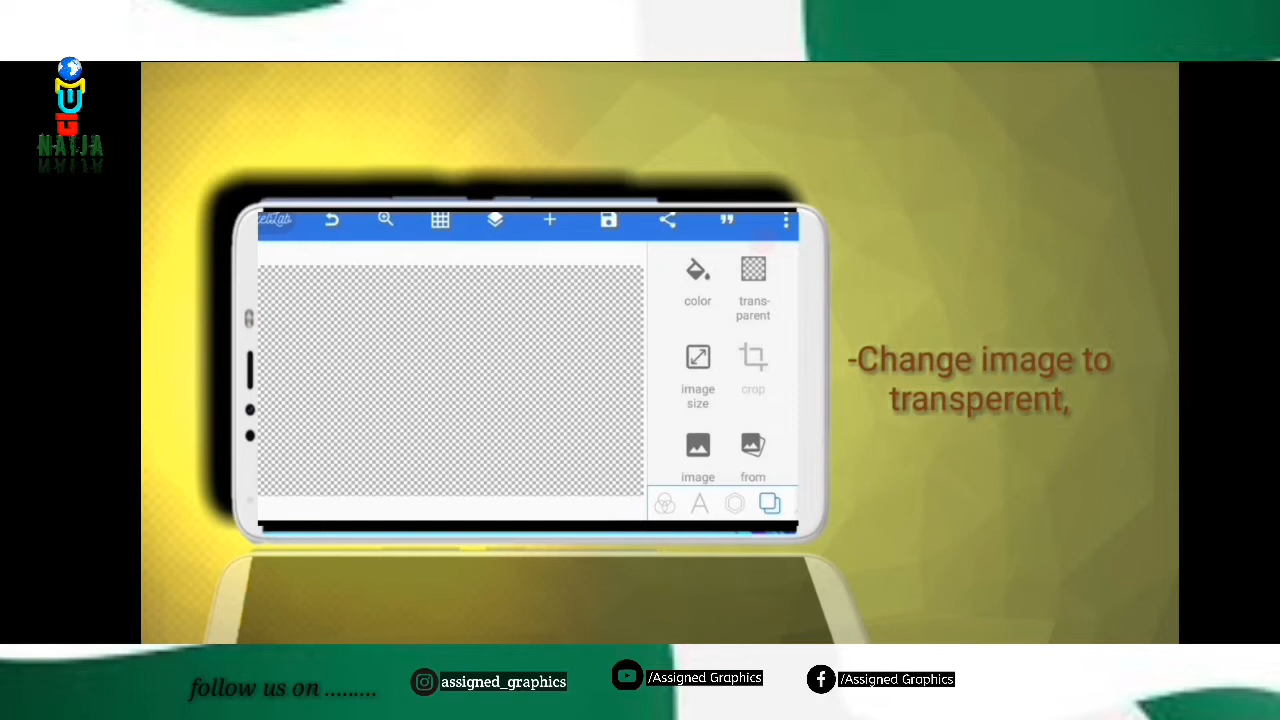 NAIJA
color
trans-
parent
image
size
crop
image
from
-Change image to
transperent,
follow us on .........
assigned_graphics
/Assigned Graphics
/Assigned Graphics